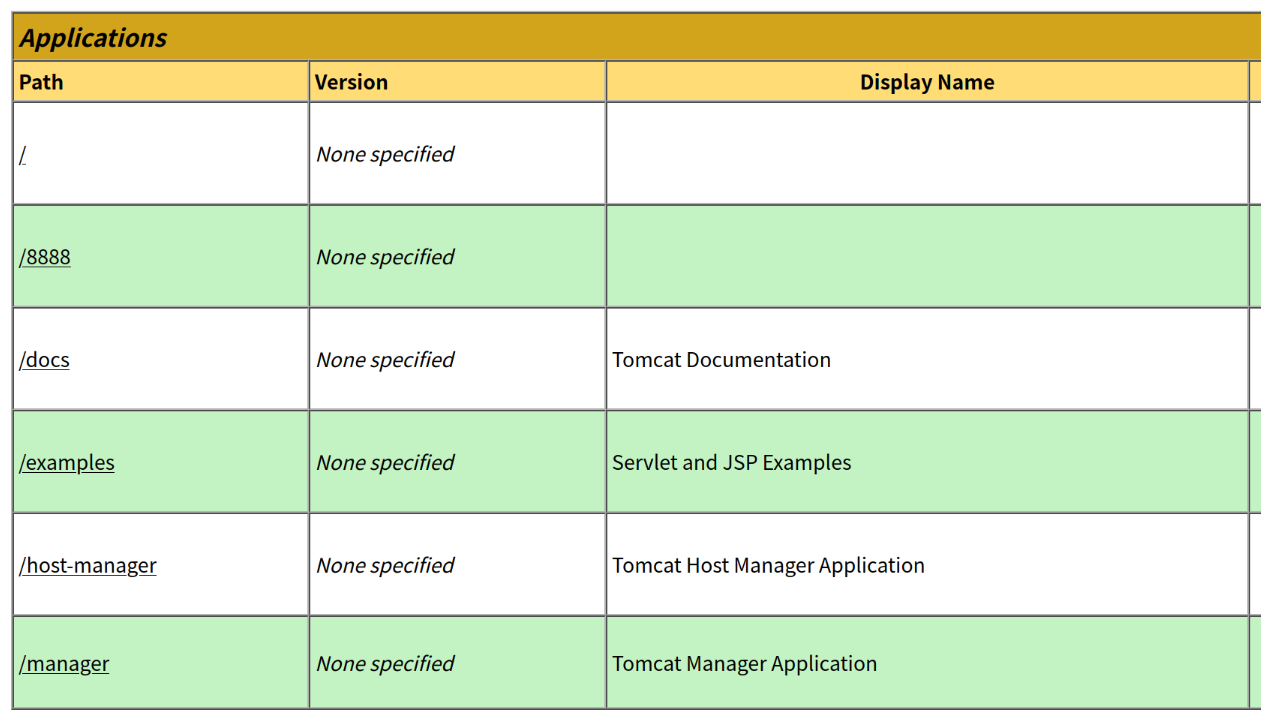 Applications
Path Version Display Name
/ None specified
/8888 None specified
/docs None specified Tomcat Documentation
/examples None specified Servlet and JSP Examples
/host-manager None specified Tomcat Host Manager Application
/manager None specified Tomcat Manager Application